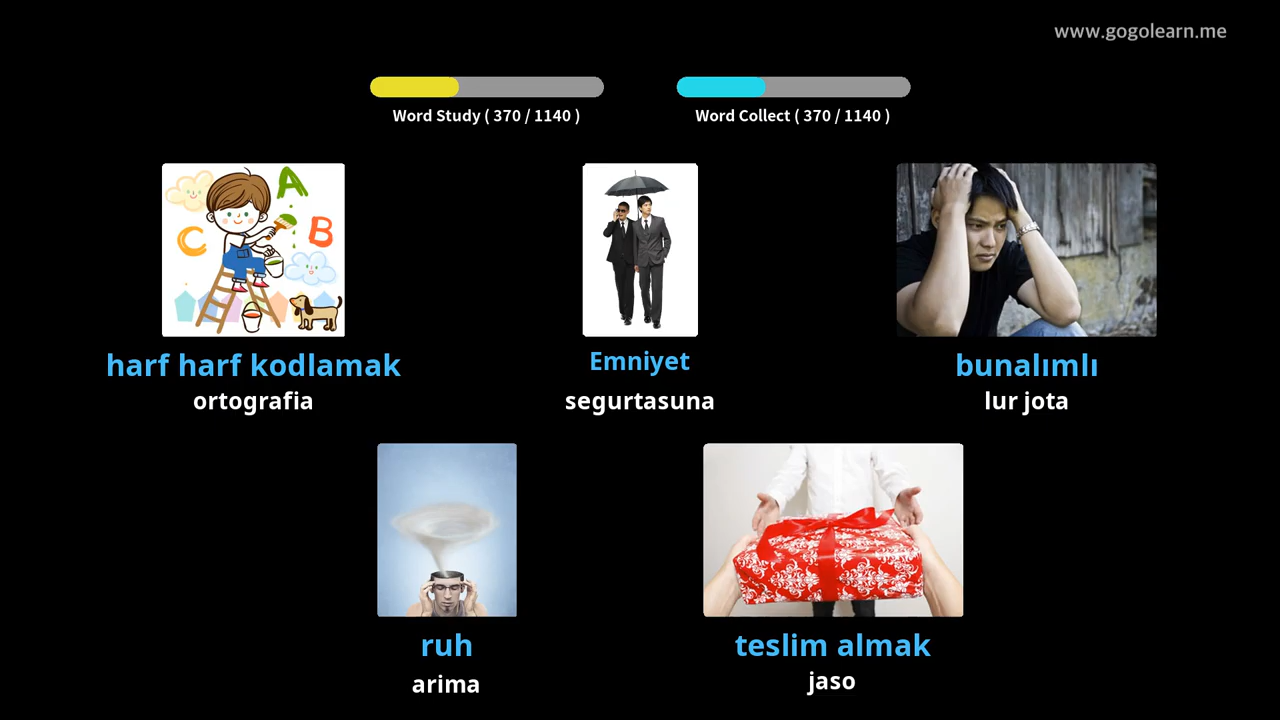 www.gogolearn.me
Word Study ( 370 / 1140 )
Word Collect ( 370 / 1140 )
A
B
C
harf harf kodlamak
ortografia
Emniyet
segurtasuna
bunalımlı
lur jota
ruh
arima
teslim almak
jaso